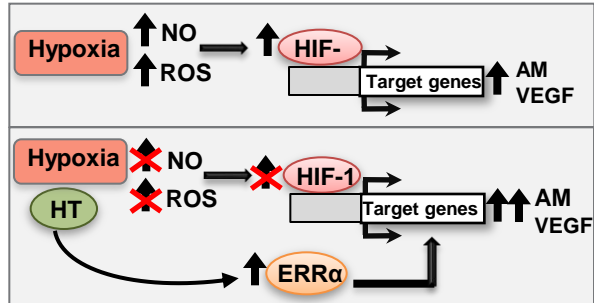 Hypoxia
NO
ROS
HIF-
Target genes
AM
VEGF
Hypoxia
HT
NO
ROS
HIF-1
Target genes
AM
VEGF
ERRα